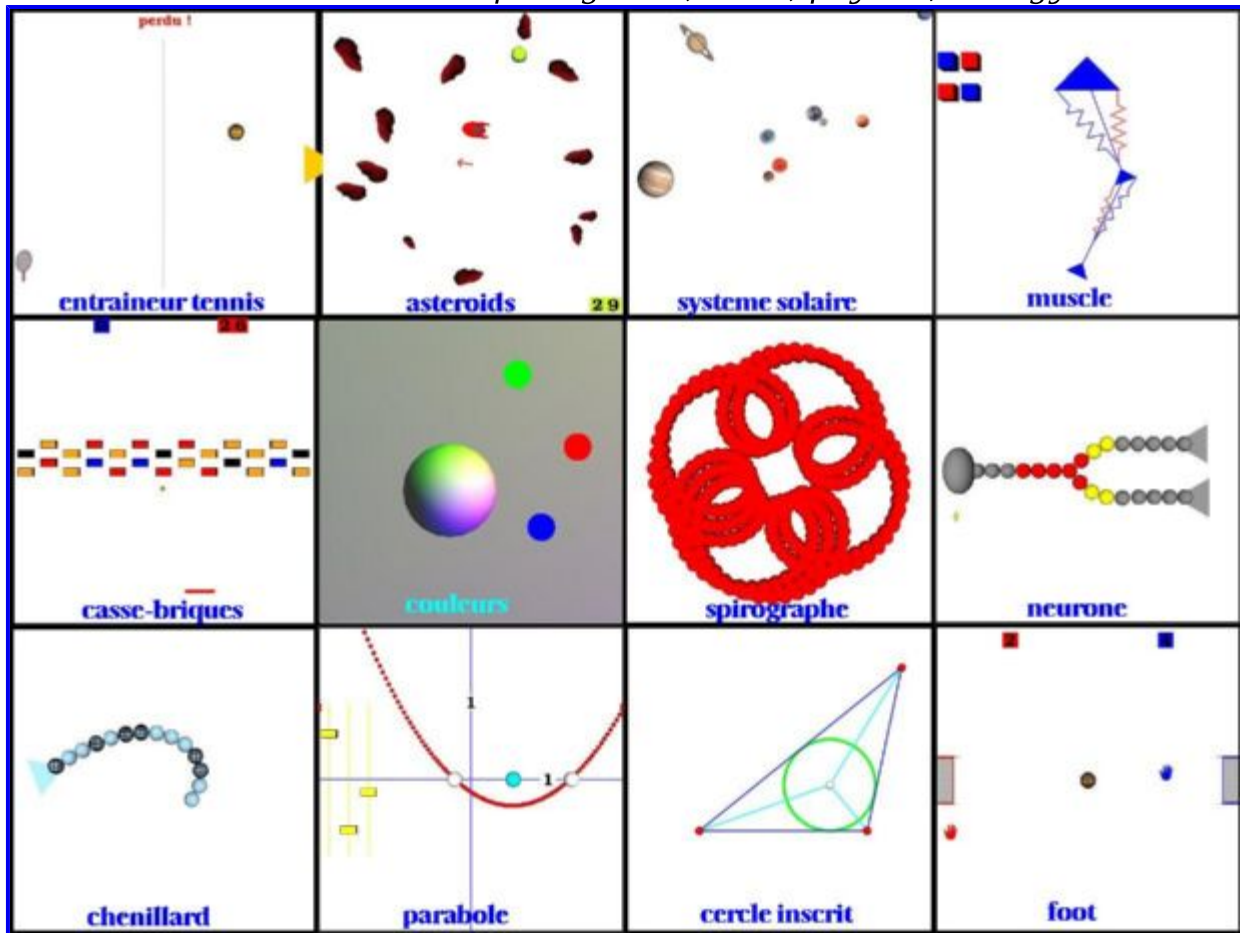 perdu !
entraineur tennis
asteroids
29
systeme solaire
muscle
casse-briques
couleurs
spirographe
neurone
chenillard
1
1
parabole
cercle inscrit
2
foot